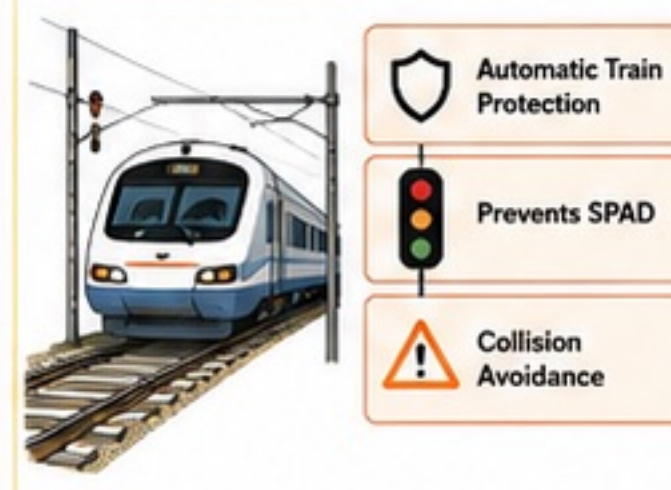 Automatic Train
Protection
Prevents SPAD
Collision
Avoidance